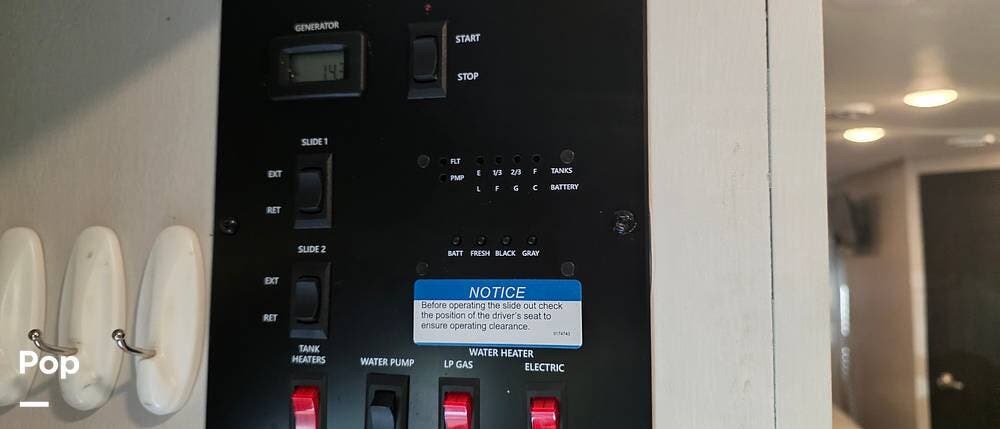 GENERATOR
143
START
STOP
SLIDE 1
EXT
RET
FLT
PMP
E 1/3 2/3 F TANKS
L F G C BATTERY
SLIDE 2
EXT
RET
BATT FRESH BLACK GRAY
NOTICE
Before operating the slide out check
the position of the driver's seat to
ensure operating clearance.
TANK
HEATERS
WATER PUMP
WATER HEATER
LP GAS
ELECTRIC
Pop